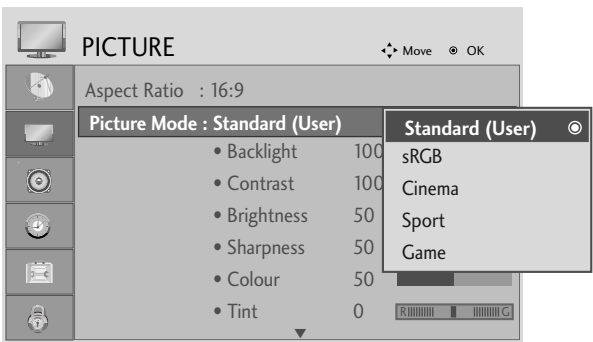 PICTURE
Move OK
Aspect Ratio : 16:9
Picture Mode : Standard (User)
• Backlight 100
• Contrast 100
• Brightness 50
• Sharpness 50
• Colour 50
• Tint 0
R G
Standard (User)
sRGB
Cinema
Sport
Game